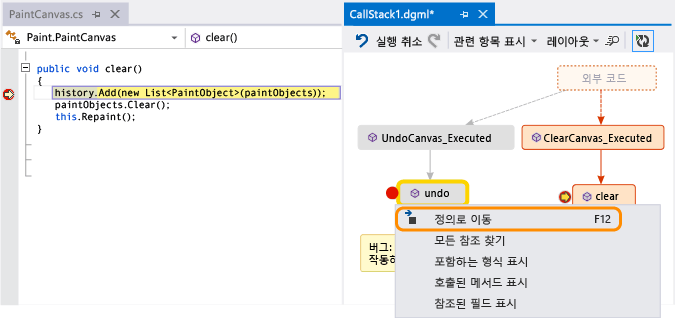 PaintCanvas.cs
Paint.PaintCanvas
clear()
public void clear()
{
history.Add(new List<PaintObject>(paintObjects));
paintObjects.Clear();
this.Repaint();
}
CallStack1.dgml*
실행 취소
관련 항목 표시
레이아웃
외부 코드
UndoCanvas_Executed
ClearCanvas_Executed
undo
clear
정의로 이동 F12
모든 참조 찾기
포함하는 형식 표시
호출된 메서드 표시
참조된 필드 표시
버그:
작동하